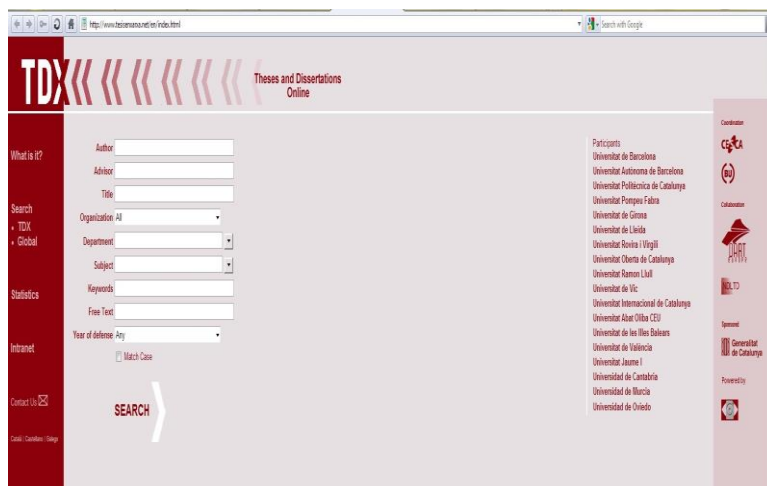 http://www.tesisenxarxa.net/en/index.html
Search with Google
TDX
Theses and Dissertations
Online
What is it?
Search
TDX
Global
Statistics
Intranet
Contact Us
Català | Castellano | Galego
Author
Advisor
Title
Organization All
Department
Subject
Keywords
Free Text
Year of defense Any
Match Case
SEARCH
Participants
Universitat de Barcelona
Universitat Autònoma de Barcelona
Universitat Politècnica de Catalunya
Universitat Pompeu Fabra
Universitat de Girona
Universitat de Lleida
Universitat Rovira i Virgili
Universitat Oberta de Catalunya
Universitat Ramon Llull
Universitat de Vic
Universitat Internacional de Catalunya
Universitat Abat Oliba CEU
Universitat de les Illes Balears
Universitat de València
Universitat Jaume I
Universidad de Cantabria
Universidad de Murcia
Universidad de Oviedo
Coordination
CESCA
(BU)
Collaboration
NDLTD
Sponsored
Generalitat
de Catalunya
Powered by